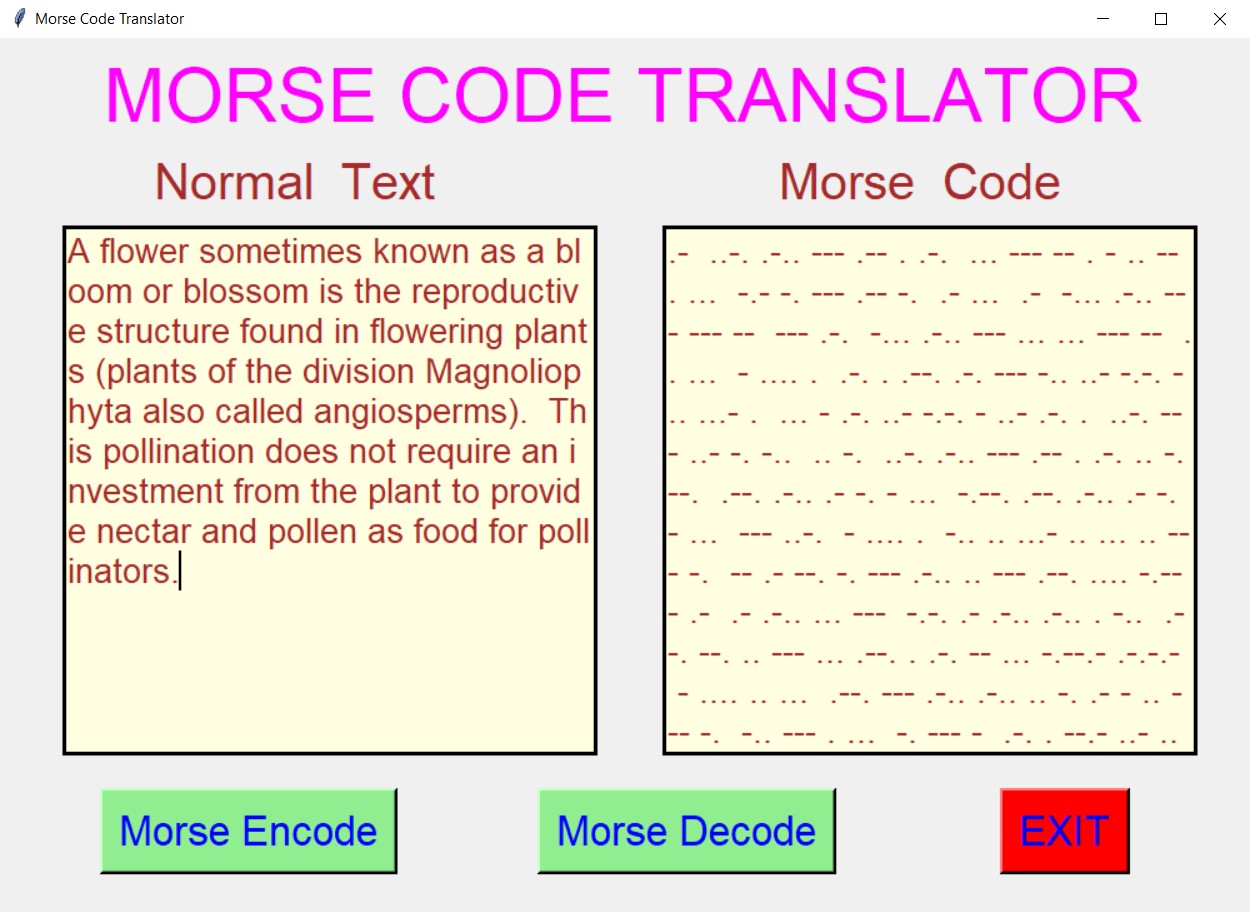 Morse Code Translator
MORSE CODE TRANSLATOR
Normal Text
Morse Code
A flower sometimes known as a bl
oom or blossom is the reproductiv
e structure found in flowering plant
s (plants of the division Magnoliop
hyta also called angiosperms).  Th
is pollination does not require an i
nvestment from the plant to provid
e nectar and pollen as food for poll
inators.
.-  ..-. .-.. --- .-- . .-.  ... --- -- . - .. --
. ...  -.- -. --- .-- -.  .- ...  .-  -... .-.. --
- --- --  --- .-.  -... .-.. --- ... ... --- --  .
. ...  - .... .  .-. . .--. .-. --- -.. ..- -.-. -
.. ...- .  ... - .-. ..- -.-. - ..- .-. .  ..-. --
- ..- -. -..  .. -.  ..-. .-.. --- .-- . .-. .. -.
--.  .--. .-.. .- -. - ...  -.--. .--. .-.. .- -.
- ...  --- ..-.  - .... .  -.. .. ...- .. ... .. --
- -.  -- .- --. -. --- .-.. .. --- .--. .... -.--
- .-  .- .-.. ... ---  -.-. .- .-.. .-.. . -..  .-
-. --. .. --- ... .--. . .-. -- ... -.--.- .-.-.-
- .... .. ...  .--. --- .-.. .-.. .. -. .- - .. -
-- -.  -.. --- . ...  -. --- -  .-. . --.- ..- ..
Morse Encode
Morse Decode
EXIT